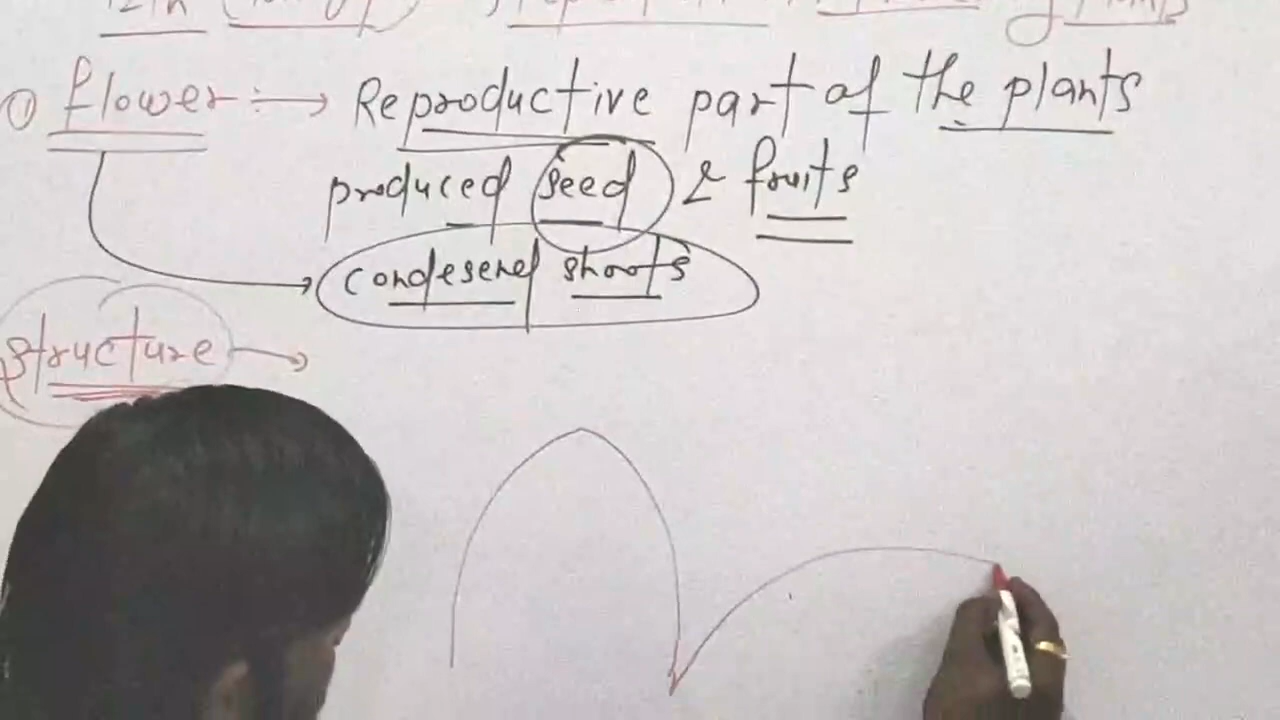 ① flower :→ Reproductive part of the plants
produced seed & fruits
condesened shoots
structure →